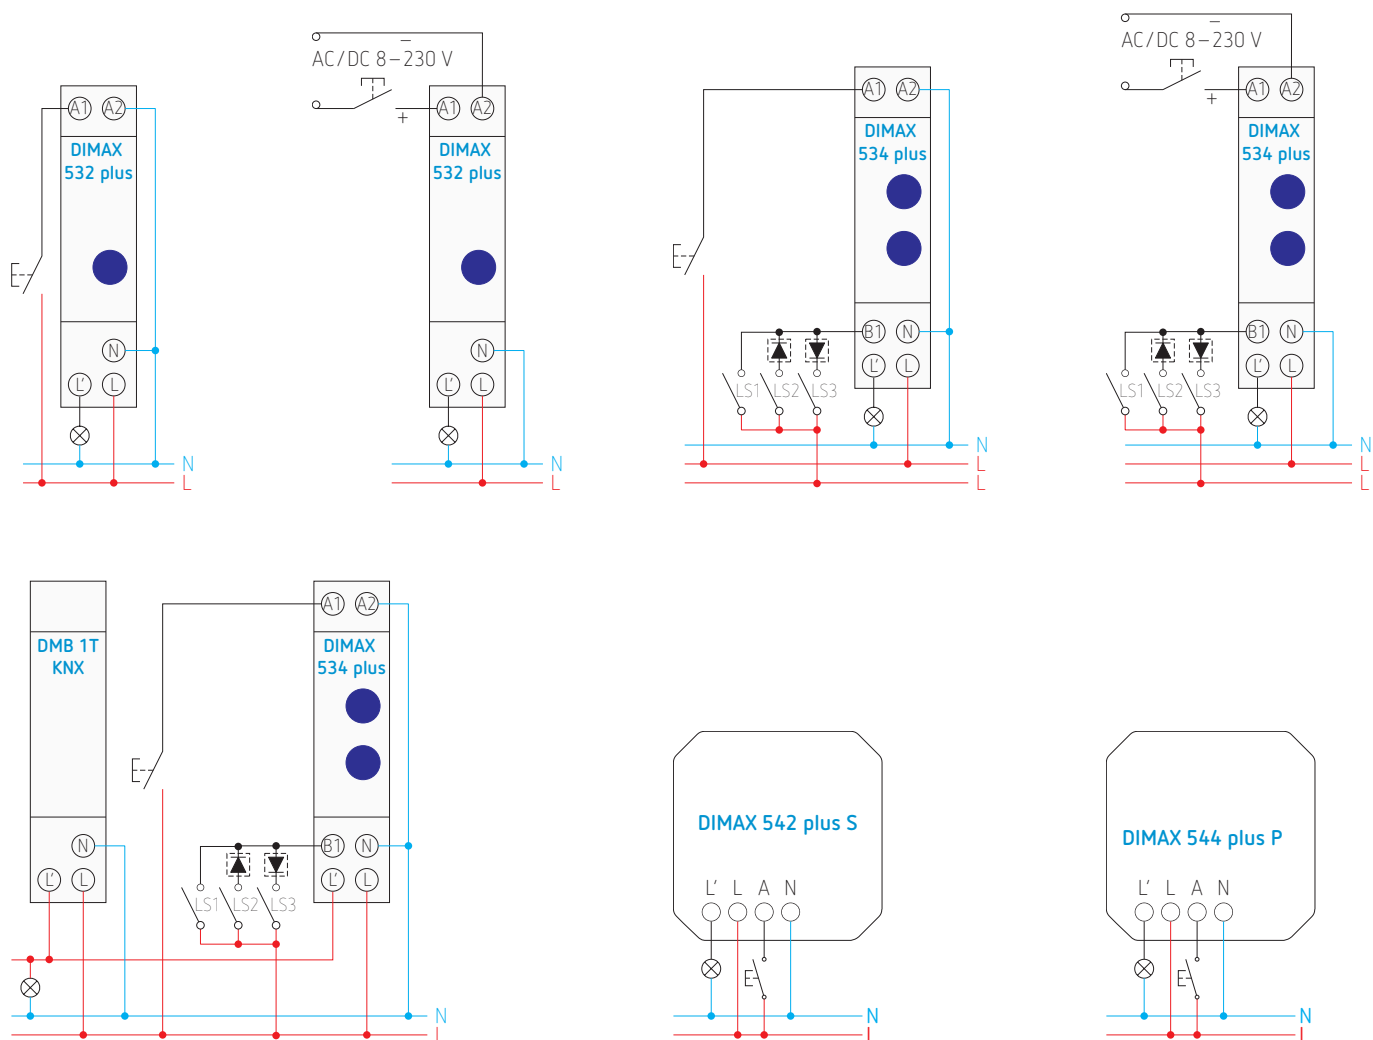 A1 A2
DIMAX
532 plus
N
L' L
N
L
−
AC/DC 8–230 V
+
A1 A2
DIMAX
532 plus
N
L' L
N
L
A1 A2
DIMAX
534 plus
B1 N
L' L
LS1 LS2 LS3
N
L
L
−
AC/DC 8–230 V
+
A1 A2
DIMAX
534 plus
B1 N
L' L
LS1 LS2 LS3
N
L
L
DMB 1T
KNX
N
L' L
A1 A2
DIMAX
534 plus
B1 N
L' L
LS1 LS2 LS3
N
L
DIMAX 542 plus S
L' L A N
N
L
DIMAX 544 plus P
L' L A N
N
L